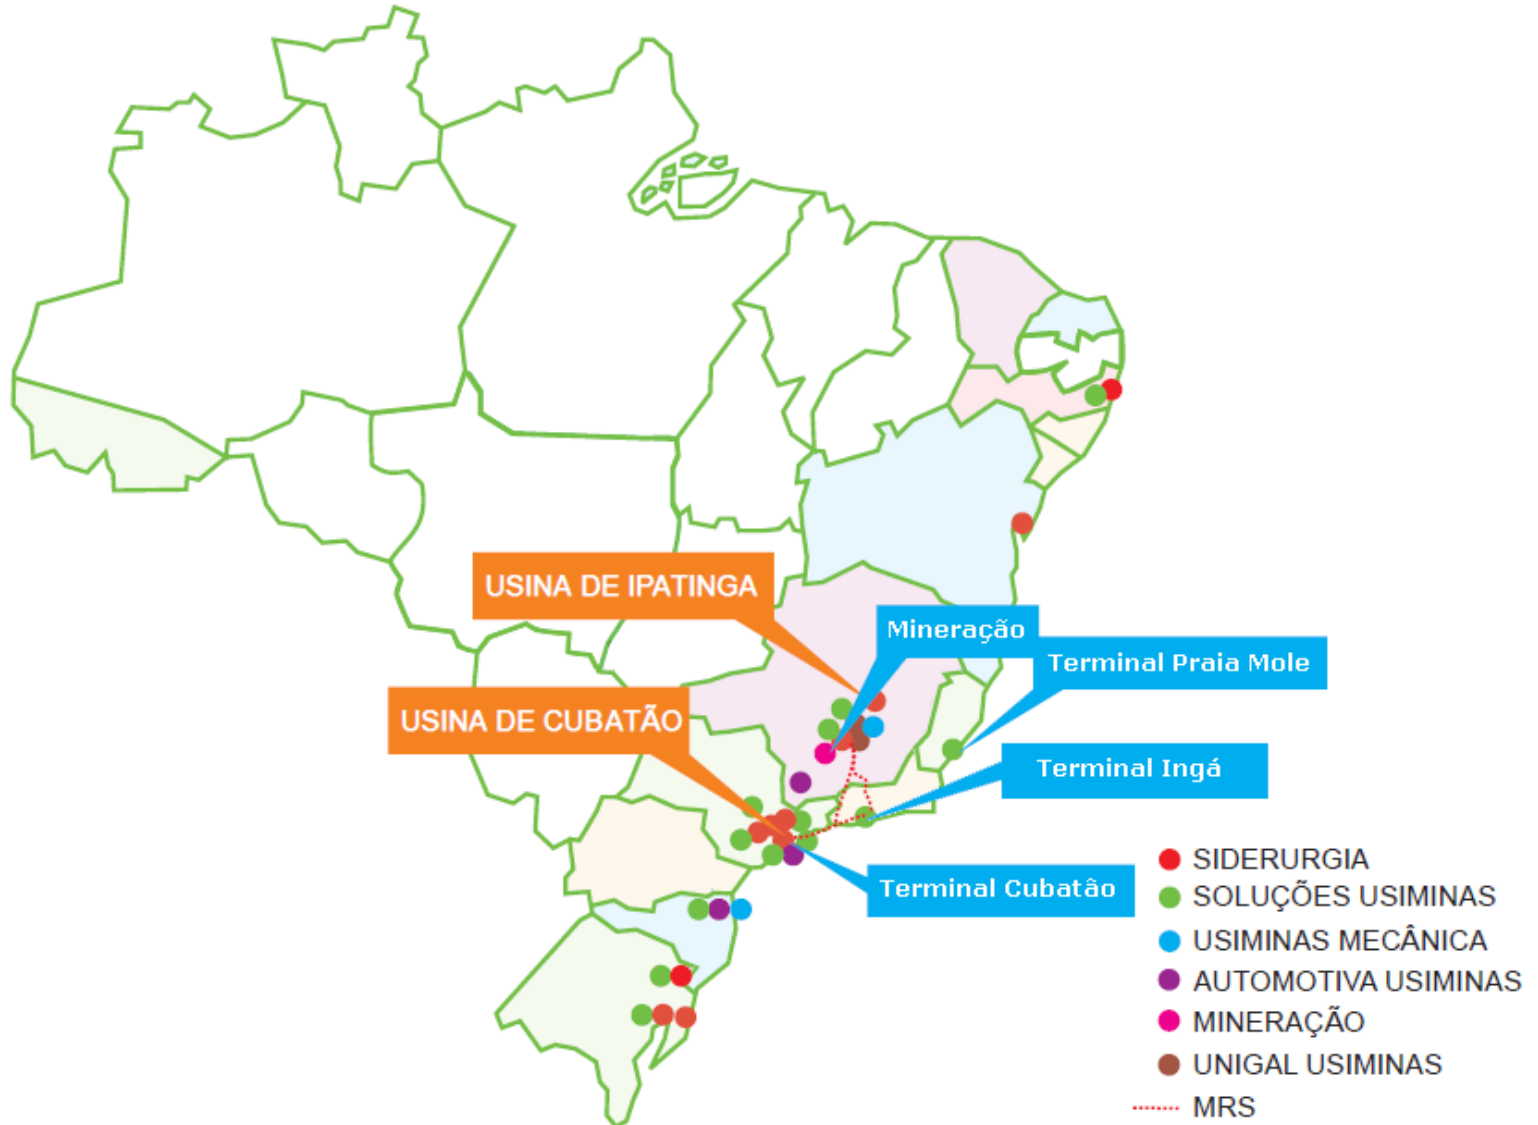 USINA DE IPATINGA
Mineração
Terminal Praia Mole
USINA DE CUBATÃO
Terminal Ingá
Terminal Cubatão
SIDERURGIA
SOLUÇÕES USIMINAS
USIMINAS MECÂNICA
AUTOMOTIVA USIMINAS
MINERAÇÃO
UNIGAL USIMINAS
MRS